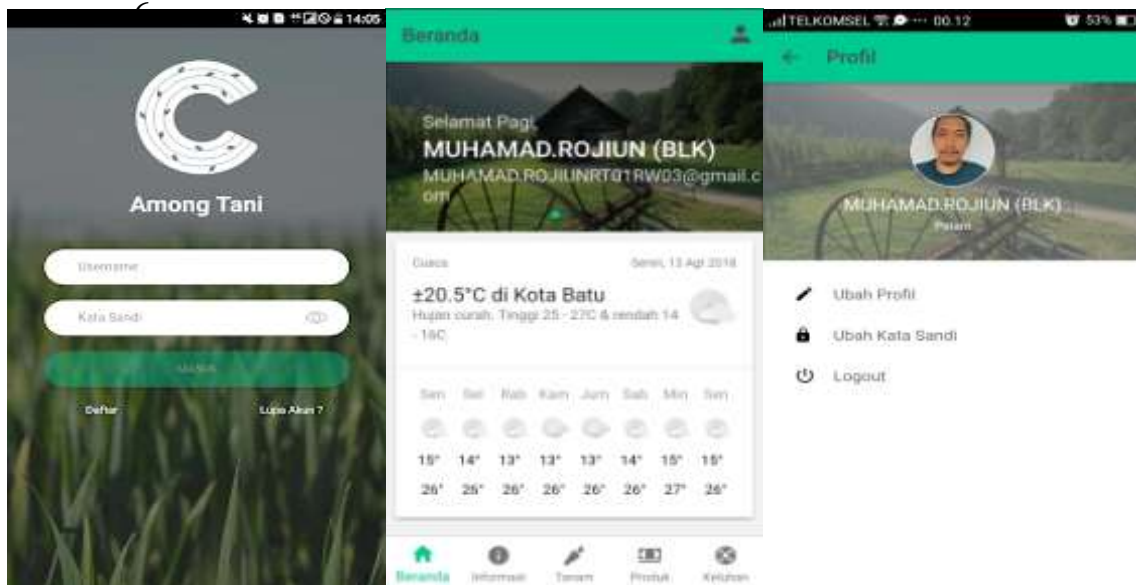 14:05
Among Tani
Username
Kata Sandi
MASUK
Daftar
Lupa Akun ?
Beranda
Selamat Pagi,
MUHAMAD.ROJIUN (BLK)
MUHAMAD.ROJIUNRT01RW03@gmail.c
om
Cuaca
Senin, 13 Agt 2018
±20.5°C di Kota Batu
Hujan curah. Tinggi 25 - 27C & rendah 14
- 16C
Sen Sel Rab Kam Jum Sab Min Sen
15° 14° 13° 13° 13° 14° 15° 15°
26° 25° 26° 26° 26° 26° 27° 26°
Beranda Informasi Tanam Produk Keluhan
TELKOMSEL 00.12 53%
Profil
MUHAMAD.ROJIUN (BLK)
Petani
Ubah Profil
Ubah Kata Sandi
Logout